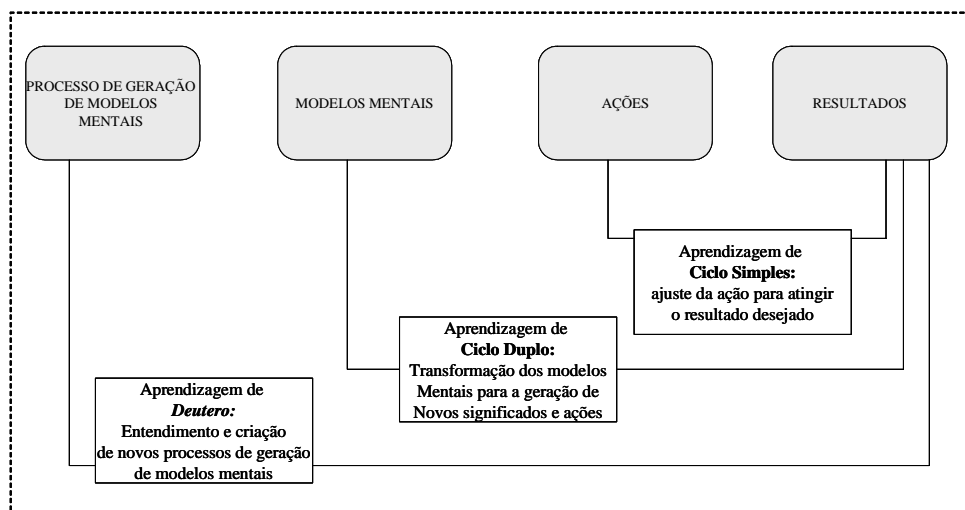 PROCESSO DE GERAÇÃO
DE MODELOS
MENTAIS
MODELOS MENTAIS
AÇÕES
RESULTADOS
Aprendizagem de
Ciclo Simples:
ajuste da ação para atingir
o resultado desejado
Aprendizagem de
Ciclo Duplo:
Transformação dos modelos
Mentais para a geração de
Novos significados e ações
Aprendizagem de
Deutero:
Entendimento e criação
de novos processos de geração
de modelos mentais